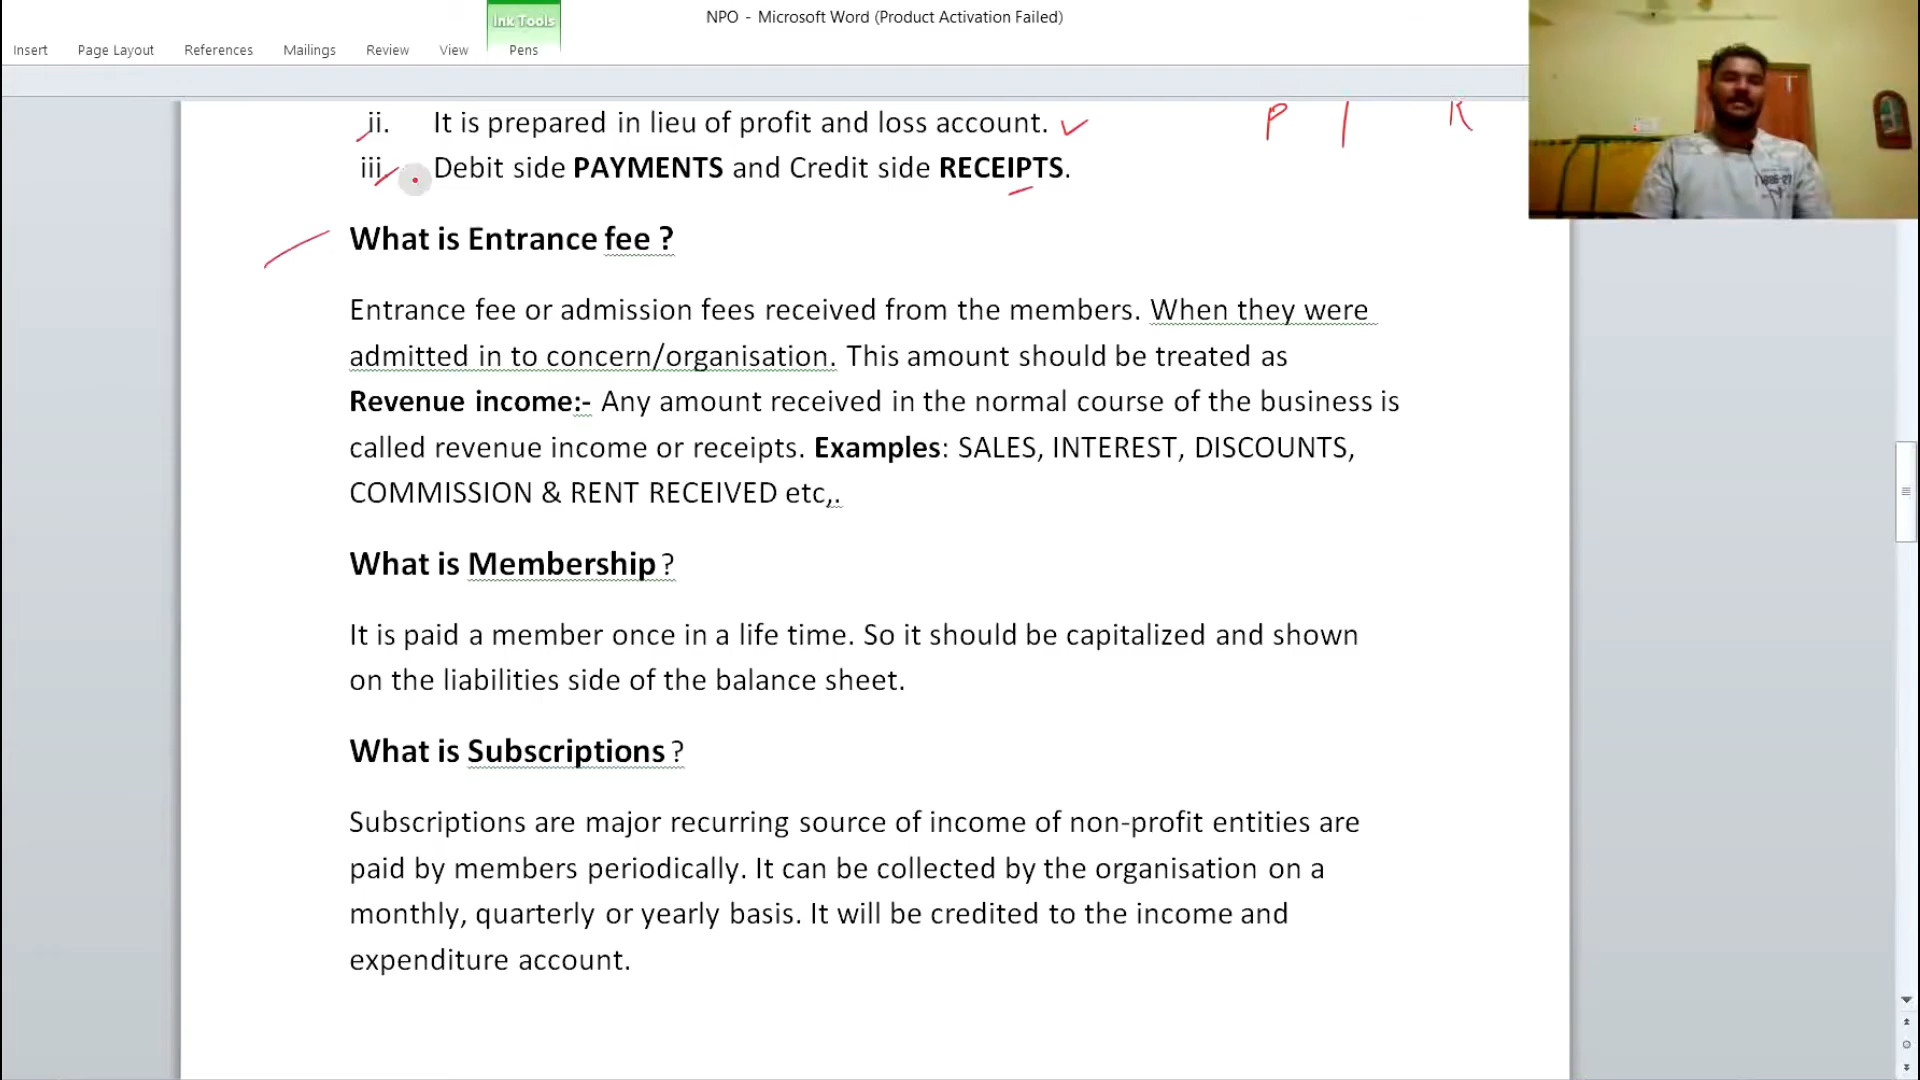 Ink Tools
NPO - Microsoft Word (Product Activation Failed)
Insert Page Layout References Mailings Review View Pens
ii. It is prepared in lieu of profit and loss account.
P R
iii. Debit side PAYMENTS and Credit side RECEIPTS.
What is Entrance fee ?
Entrance fee or admission fees received from the members. When they were
admitted in to concern/organisation. This amount should be treated as
Revenue income:- Any amount received in the normal course of the business is
called revenue income or receipts. Examples: SALES, INTEREST, DISCOUNTS,
COMMISSION & RENT RECEIVED etc,.
What is Membership ?
It is paid a member once in a life time. So it should be capitalized and shown
on the liabilities side of the balance sheet.
What is Subscriptions ?
Subscriptions are major recurring source of income of non-profit entities are
paid by members periodically. It can be collected by the organisation on a
monthly, quarterly or yearly basis. It will be credited to the income and
expenditure account.